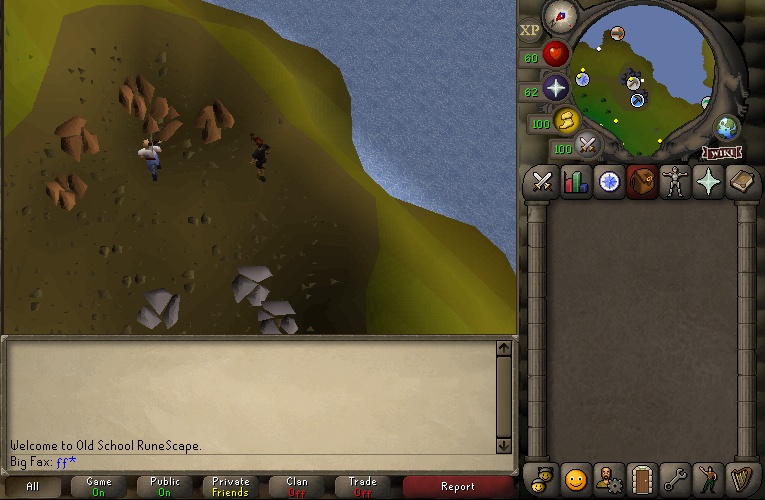 XP
60
62
100
100
WIKI
Welcome to Old School RuneScape.
Big Fax: ff*
All
Game
On
Public
On
Private
Friends
Clan
Off
Trade
Off
Report